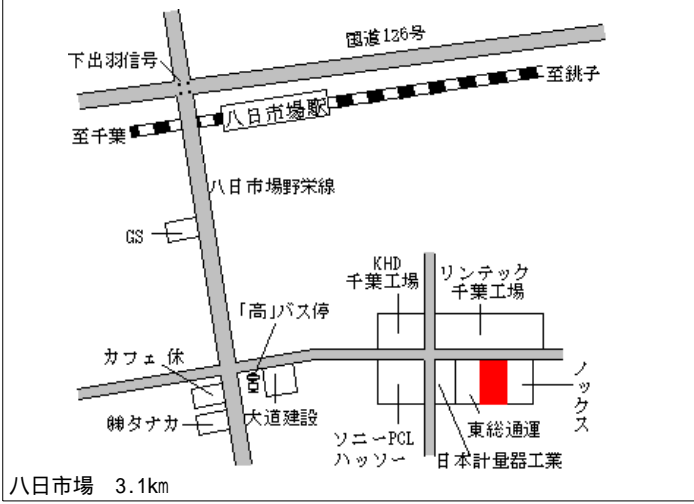 国道126号
下出羽信号
至銚子
八日市場駅
至千葉
八日市場野栄線
GS
KHD
千葉工場
リンテック
千葉工場
「高」バス停
カフェ 休
㈱タナカ
大道建設
ソニーPCL
ハッソー
東総通運
日本計量器工業
ノックス
八日市場 3.1km